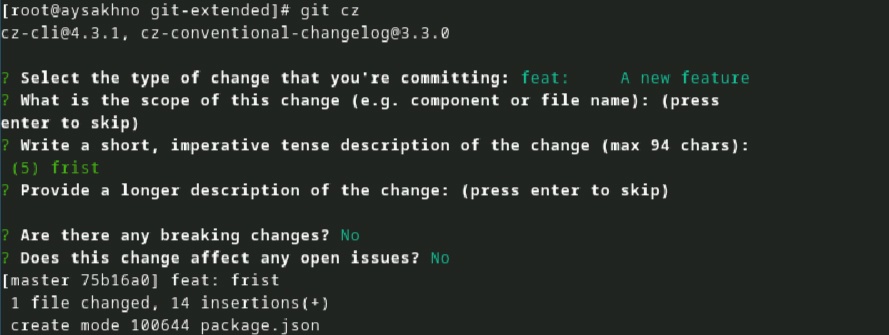 [root@aysakhno git-extended]# git cz
cz-cli@4.3.1, cz-conventional-changelog@3.3.0
? Select the type of change that you're committing: feat:     A new feature
? What is the scope of this change (e.g. component or file name): (press
enter to skip)
? Write a short, imperative tense description of the change (max 94 chars):
 (5) frist
? Provide a longer description of the change: (press enter to skip)
? Are there any breaking changes? No
? Does this change affect any open issues? No
[master 75b16a0] feat: frist
 1 file changed, 14 insertions(+)
 create mode 100644 package.json